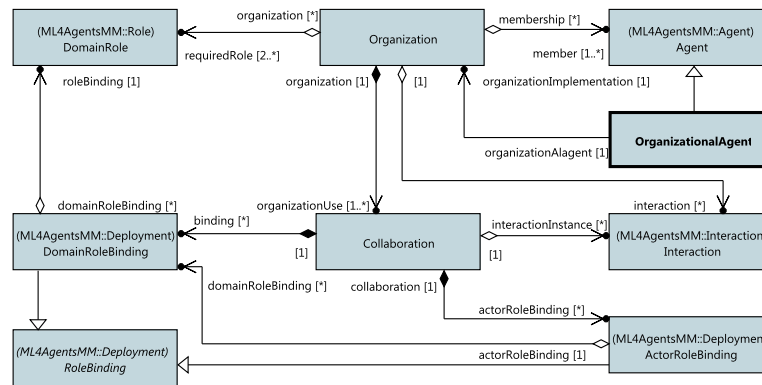 organization [*]
membership [*]
(ML4AgentsMM::Role)
DomainRole
Organization
(ML4AgentsMM::Agent)
Agent
requiredRole [2..*]
member [1..*]
roleBinding [1]
organization [1]
[1]
organizationImplementation [1]
OrganizationalAgent
organizationAlagent [1]
domainRoleBinding [*]
organizationUse [1..*]
interaction [*]
binding [*]
interactionInstance [*]
(ML4AgentsMM::Deployment)
DomainRoleBinding
Collaboration
(ML4AgentsMM::Interaction
Interaction
[1]
[1]
domainRoleBinding [*]
collaboration [1]
actorRoleBinding [*]
(ML4AgentsMM::Deployment)
RoleBinding
(ML4AgentsMM::Deployme
ActorRoleBinding
actorRoleBinding [1]